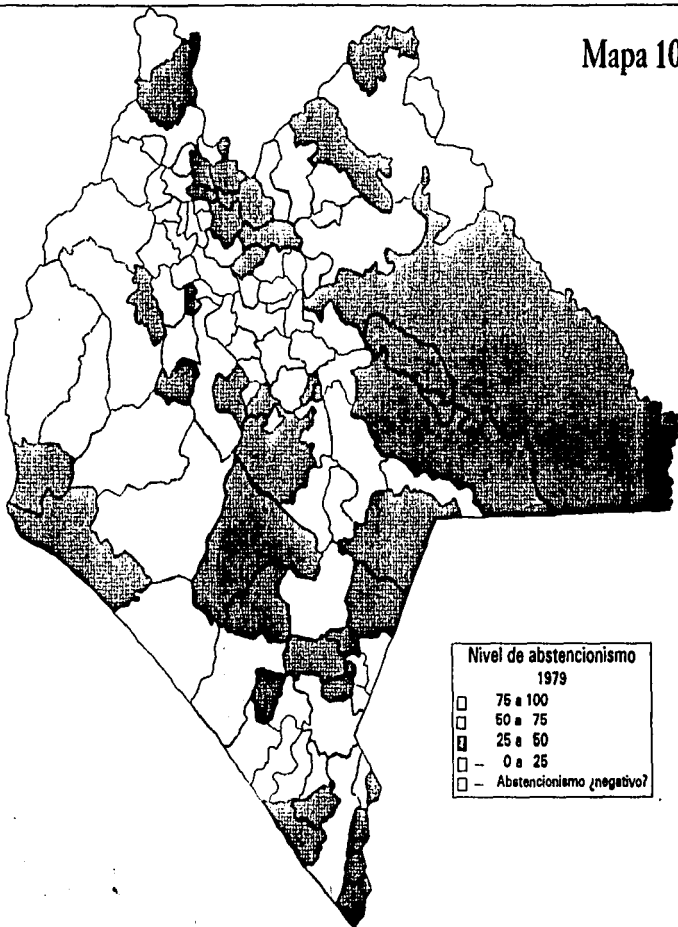 Mapa 10
Nivel de abstencionismo
1979
75 a 100
50 a 75
25 a 50
- 0 a 25
- Abstencionismo ¿negativo?